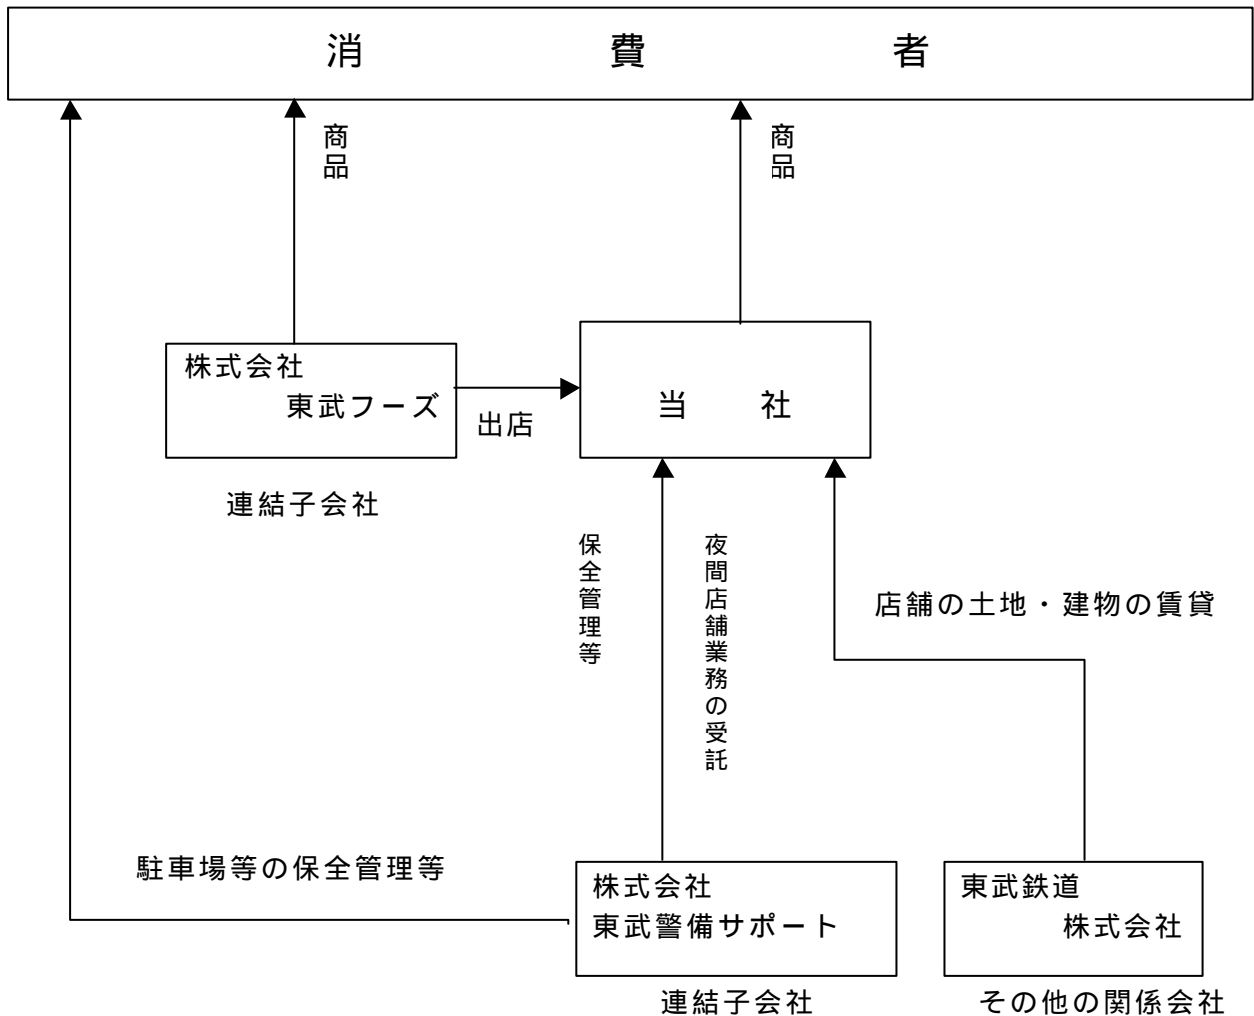 消費者
商品
商品
株式会社
東武フーズ
出店
当社
連結子会社
保全管理等
夜間店舗業務の受託
店舗の土地・建物の賃貸
駐車場等の保全管理等
株式会社
東武警備サポート
東武鉄道
株式会社
連結子会社
その他の関係会社